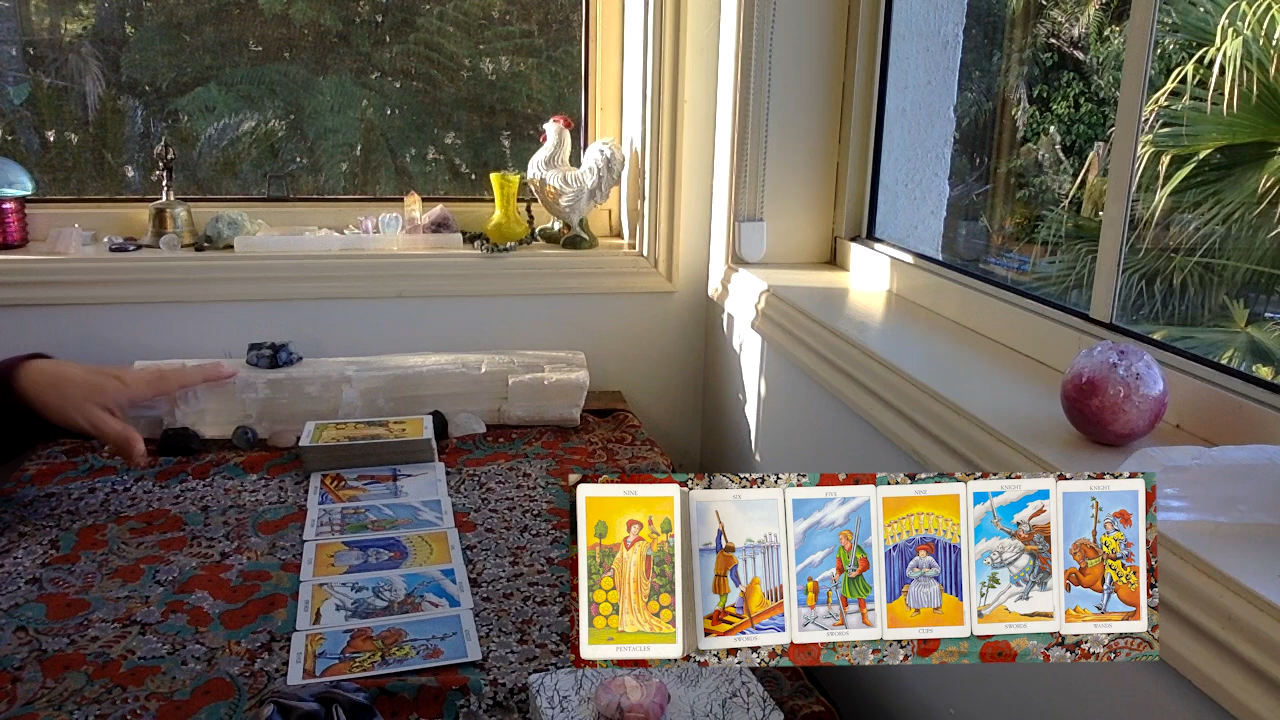 NINE
PENTACLES
SIX
SWORDS
FIVE
SWORDS
NINE
CUPS
KNIGHT
SWORDS
KNIGHT
WANDS